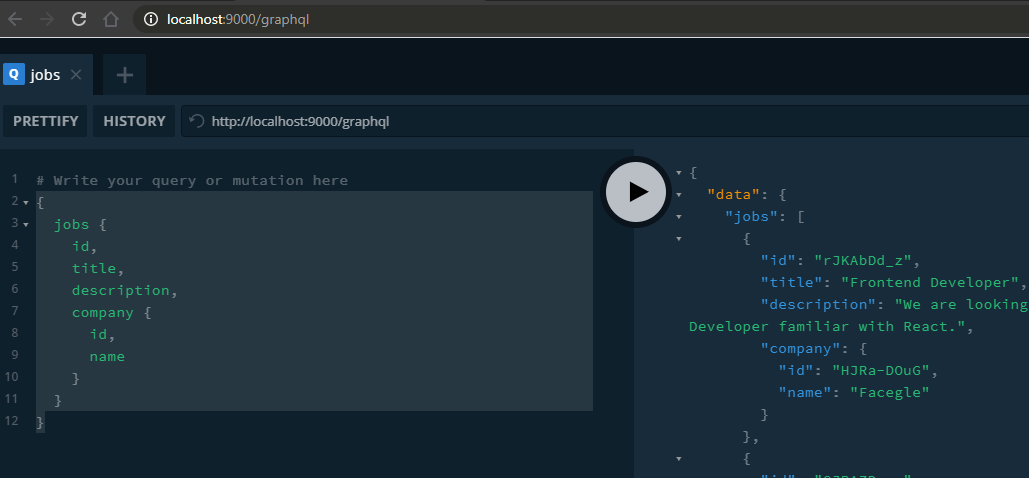 localhost:9000/graphql
Q jobs
PRETTIFY HISTORY http://localhost:9000/graphql
1 # Write your query or mutation here
2 {
3 jobs {
4 id,
5 title,
6 description,
7 company {
8 id,
9 name
10 }
11 }
12 }
{
"data": {
"jobs": [
{
"id": "rJKAbDd_z",
"title": "Frontend Developer",
"description": "We are looking
Developer familiar with React.",
"company": {
"id": "HJRa-DOuG",
"name": "Facegle"
}
},
{